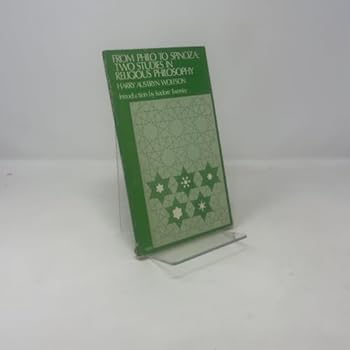 FROM PHILO TO SPINOZA:
TWO STUDIES IN
RELIGIOUS PHILOSOPHY
HARRY AUSTRYN WOLFSON
Introduction by Isadore Twersky